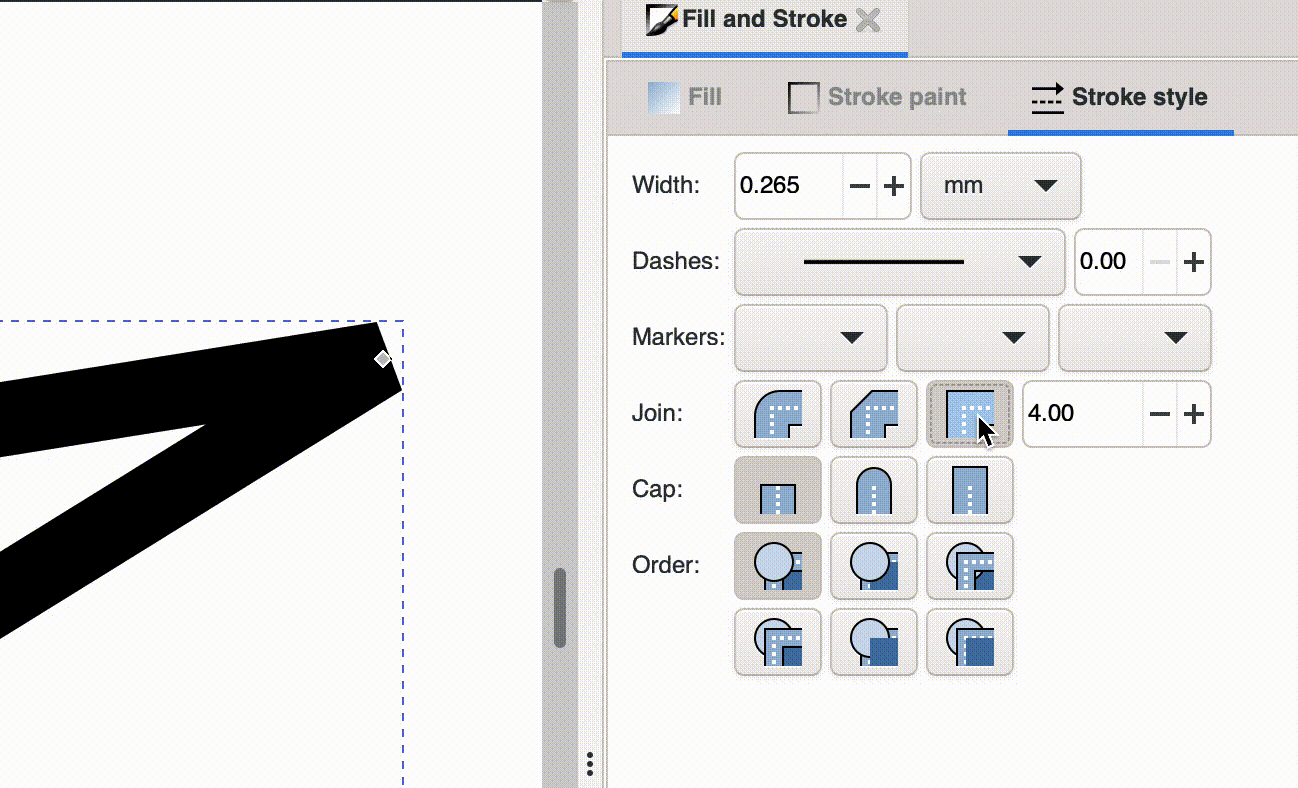 Fill and Stroke
Fill Stroke paint Stroke style
Width: 0.265 mm
Dashes: 0.00
Markers:
Join: 4.00
Cap:
Order: